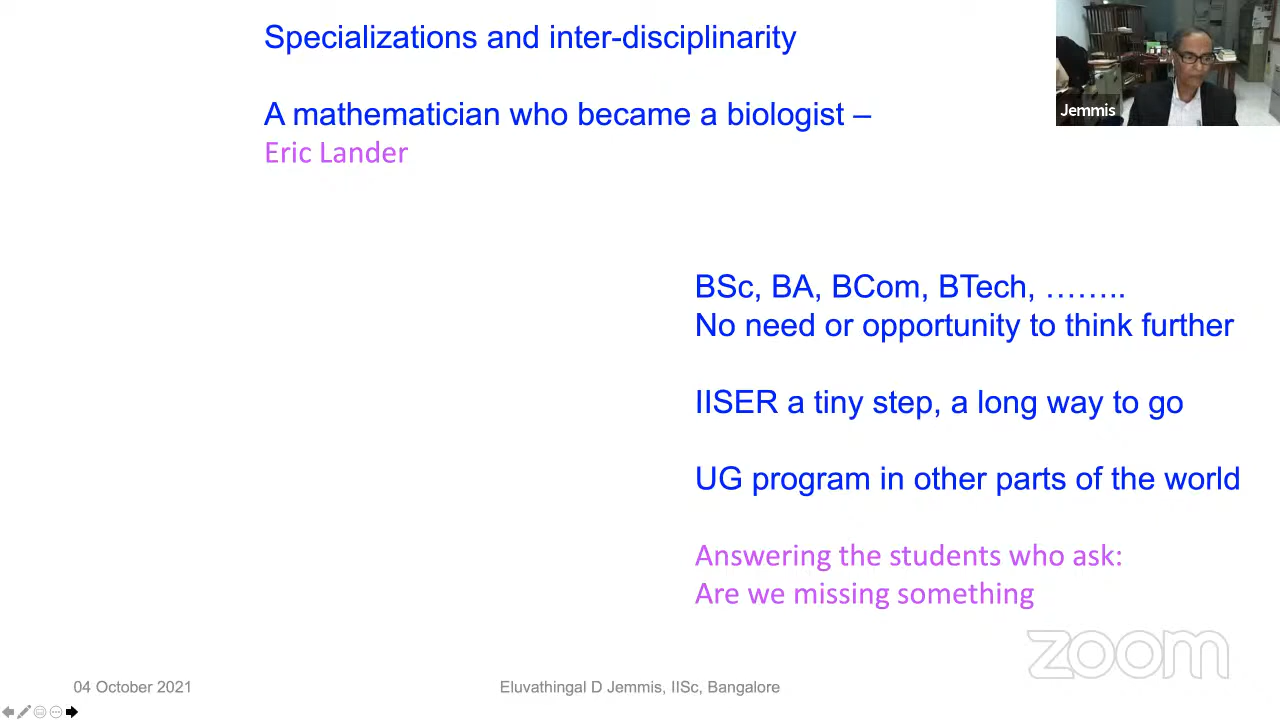 Specializations and inter-disciplinarity
A mathematician who became a biologist –
Eric Lander
Jemmis
BSc, BA, BCom, BTech, ……..
No need or opportunity to think further
IISER a tiny step, a long way to go
UG program in other parts of the world
Answering the students who ask:
Are we missing something
zoom
04 October 2021
Eluvathingal D Jemmis, IISc, Bangalore